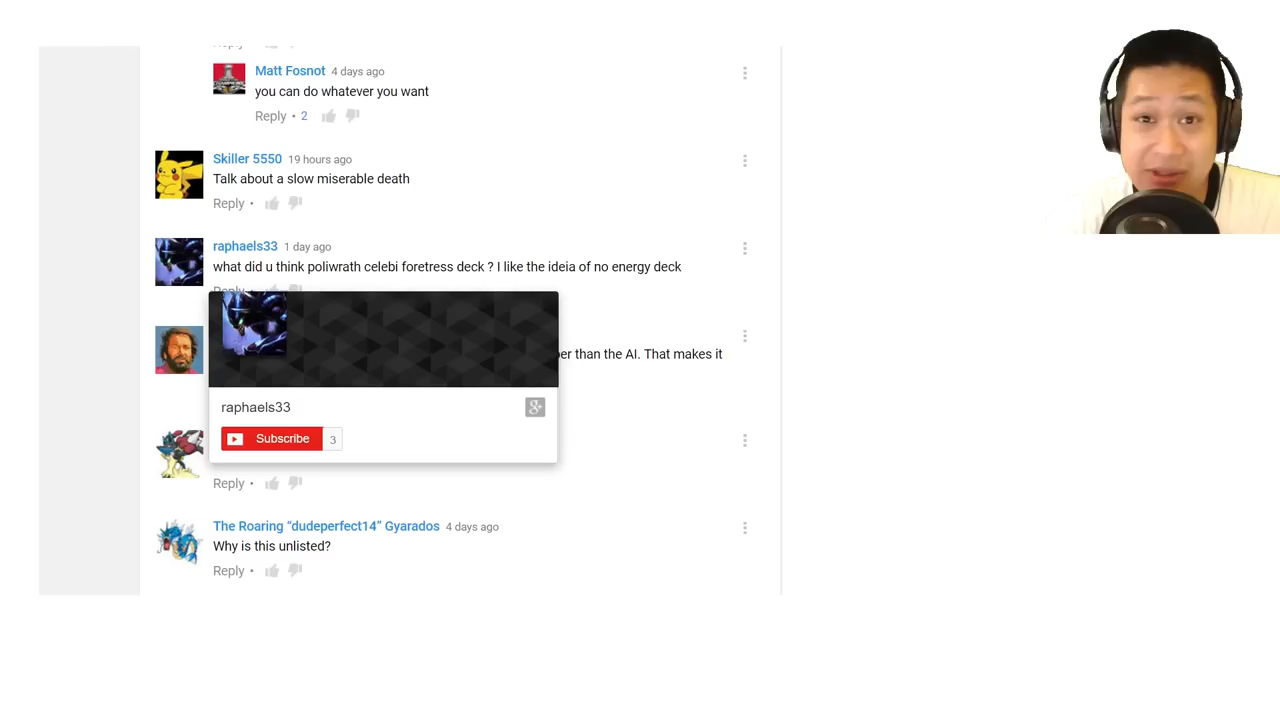 Matt Fosnot 4 days ago
you can do whatever you want
Reply • 2
Skiller 5550 19 hours ago
Talk about a slow miserable death
Reply •
raphaels33 1 day ago
what did u think poliwrath celebi foretress deck ? I like the ideia of no energy deck
than the AI. That makes it
raphaels33
Subscribe 3
Reply •
The Roaring “dudeperfect14” Gyarados 4 days ago
Why is this unlisted?
Reply •